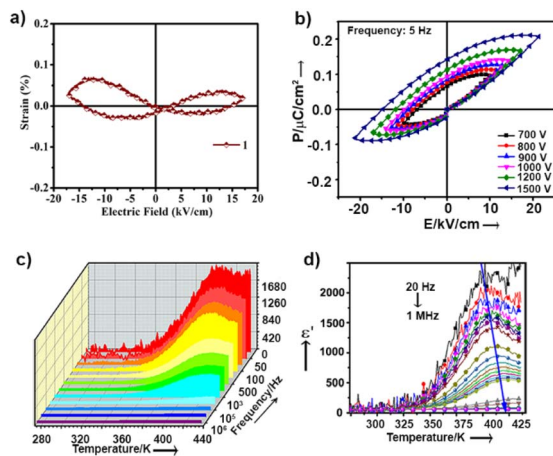 a)
Strain (%)
0.2
0.1
0.0
-0.1
-0.2
-20 -15 -10 -5 0 5 10 15 20
Electric Field (kV/cm)
1
b)
Frequency: 5 Hz
P/μC/cm²
0.2
0.1
0.0
-0.1
-20 -10 0 10 20
E/kV/cm
700 V
800 V
900 V
1000 V
1200 V
1500 V
c)
1680
1260
840
420
0
50
100
500
10³
10⁵
10⁶
Frequency/Hz
280 320 360 400 440
Temperature/K
d)
20 Hz
1 MHz
2000
1500
1000
500
0
300 325 350 375 400 425
Temperature/K